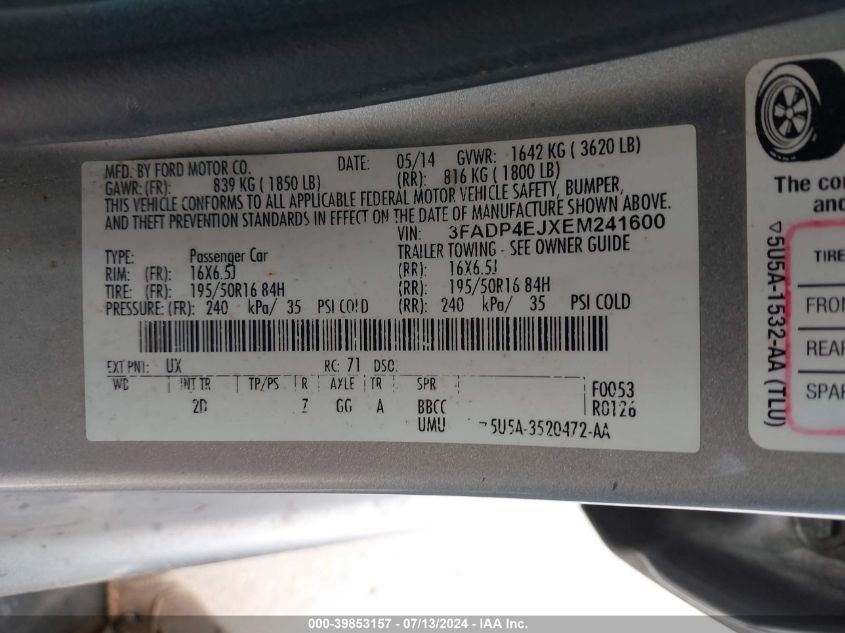 MFD. BY FORD MOTOR CO. DATE: 05/14 GVWR: 1642 KG ( 3620 LB)
GAWR: (FR): 839 KG ( 1850 LB) (RR): 816 KG ( 1800 LB)
THIS VEHICLE CONFORMS TO ALL APPLICABLE FEDERAL MOTOR VEHICLE SAFETY, BUMPER,
AND THEFT PREVENTION STANDARDS IN EFFECT ON THE DATE OF MANUFACTURE SHOWN ABOVE.
VIN: 3FADP4EJXEM241600
TYPE: Passenger Car TRAILER TOWING - SEE OWNER GUIDE
RIM: (FR): 16X6.5J (RR): 16X6.5J
TIRE: (FR): 195/50R16 84H (RR): 195/50R16 84H
PRESSURE: (FR): 240 kPa/ 35 PSI COLD (RR): 240 kPa/ 35 PSI COLD
EXT PNT: UX RC: 71 DSO:
WB INT TR TP/PS R AXLE TR SPR F0053
2D 7 GG A BBCC R0126
UMU 5U5A-3520472-AA
The cou
and
5U5A-1532-AA (TLU)
TIRE
FRON
REAR
SPAR
000-39853157 - 07/13/2024 - IAA Inc.